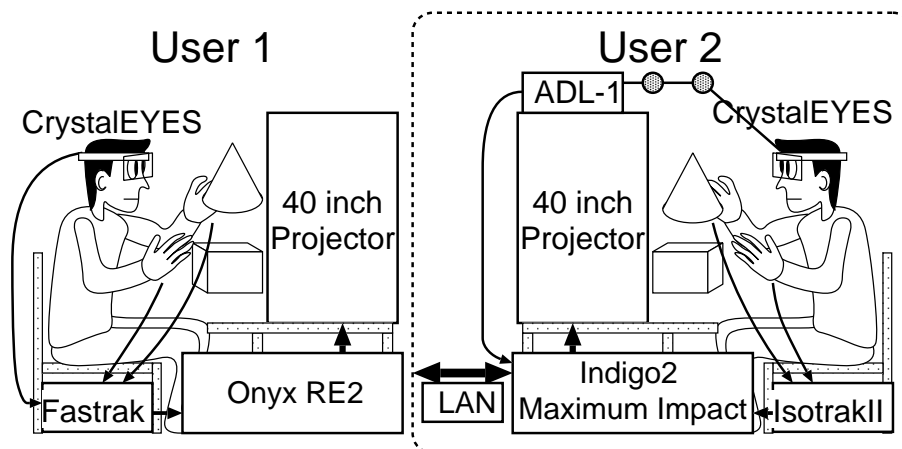 User 1
User 2
ADL-1
CrystalEYES
CrystalEYES
40 inch
Projector
40 inch
Projector
Onyx RE2
Indigo2
Maximum Impact
Fastrak
LAN
IsotrakII